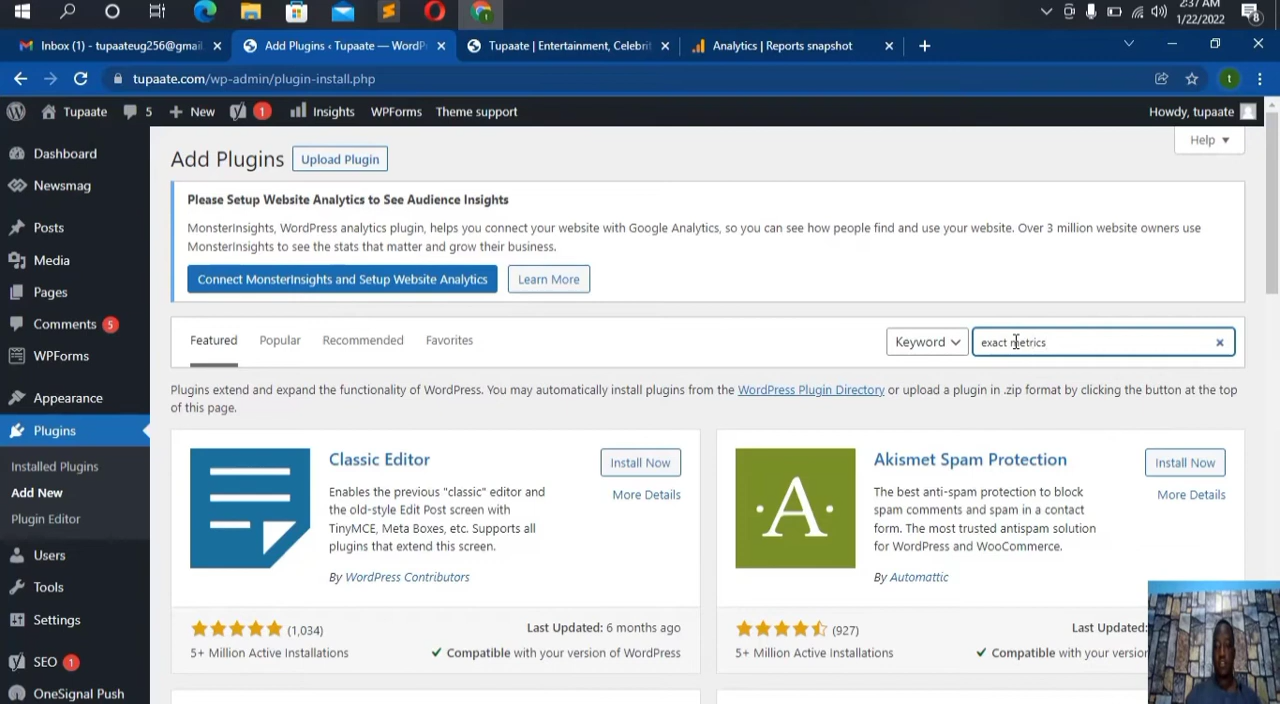 2:37 AM
1/22/2022
8
Inbox (1) - tupaateug256@gmail
Add Plugins ‹ Tupaate — WordP
Tupaate | Entertainment, Celebrit
Analytics | Reports snapshot
tupaate.com/wp-admin/plugin-install.php
t
Tupaate
5
New
1
Insights
WPForms
Theme support
Howdy, tupaate
Dashboard
Newsmag
Posts
Media
Pages
Comments 5
WPForms
Appearance
Plugins
Installed Plugins
Add New
Plugin Editor
Users
Tools
Settings
SEO 1
OneSignal Push
Help
Add Plugins
Upload Plugin
Please Setup Website Analytics to See Audience Insights
MonsterInsights, WordPress analytics plugin, helps you connect your website with Google Analytics, so you can see how people find and use your website. Over 3 million website owners use
MonsterInsights to see the stats that matter and grow their business.
Connect MonsterInsights and Setup Website Analytics
Learn More
Featured
Popular
Recommended
Favorites
Keyword
exact metrics
Plugins extend and expand the functionality of WordPress. You may automatically install plugins from the WordPress Plugin Directory or upload a plugin in .zip format by clicking the button at the top
of this page.
Classic Editor
Install Now
More Details
Enables the previous "classic" editor and
the old-style Edit Post screen with
TinyMCE, Meta Boxes, etc. Supports all
plugins that extend this screen.
By WordPress Contributors
(1,034)
5+ Million Active Installations
Last Updated: 6 months ago
Compatible with your version of WordPress
A
Akismet Spam Protection
Install Now
More Details
The best anti-spam protection to block
spam comments and spam in a contact
form. The most trusted antispam solution
for WordPress and WooCommerce.
By Automattic
(927)
5+ Million Active Installations
Last Updated:
Compatible with your version